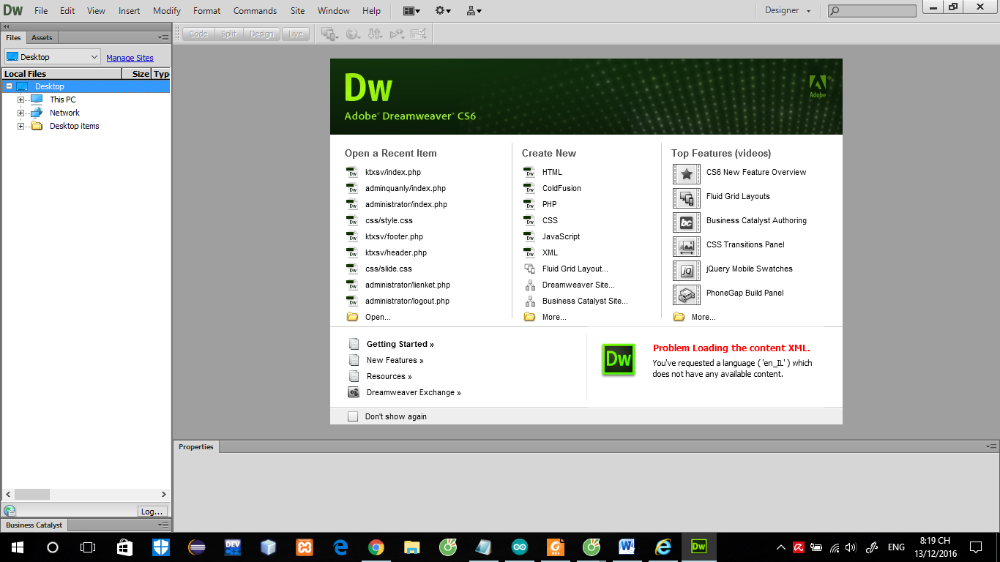 Dw File Edit View Insert Modify Format Commands Site Window Help Designer
Files Assets
Code Split Design Live
Desktop Manage Sites
Local Files Size Typ
Desktop
This PC
Network
Desktop items
Dw
Adobe® Dreamweaver® CS6
Adobe
Open a Recent Item
ktxsv/index.php
adminquanly/index.php
administrator/index.php
css/style.css
ktxsv/footer.php
ktxsv/header.php
css/slide.css
administrator/lienket.php
administrator/logout.php
Open...
Create New
HTML
ColdFusion
PHP
CSS
JavaScript
XML
Fluid Grid Layout...
Dreamweaver Site...
Business Catalyst Site...
More...
Top Features (videos)
CS6 New Feature Overview
Fluid Grid Layouts
bc Business Catalyst Authoring
CSS Transitions Panel
jQ jQuery Mobile Swatches
PhoneGap Build Panel
More...
Getting Started »
New Features »
Resources »
Dreamweaver Exchange »
Dw
Problem Loading the content XML.
You've requested a language ( 'en_IL' ) which
does not have any available content.
Don't show again
Properties
Log...
Business Catalyst
DEV
PDF
W
Dw
ENG
8:19 CH
13/12/2016